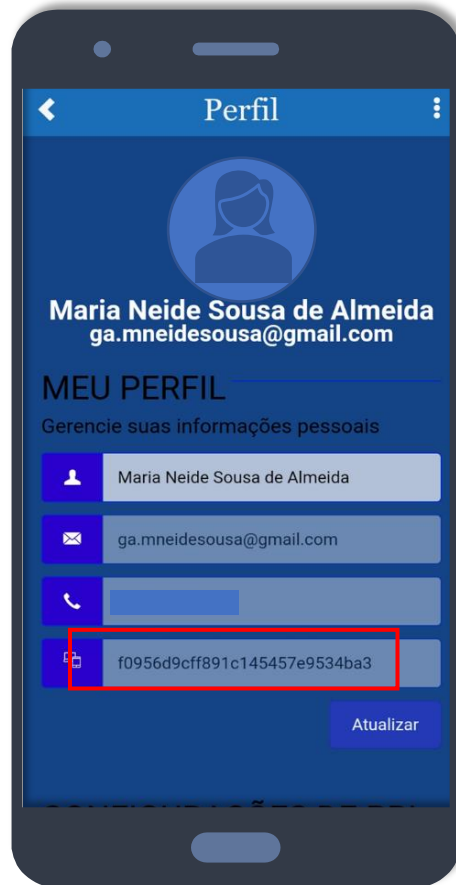 Perfil
Maria Neide Sousa de Almeida
ga.mneidesousa@gmail.com
MEU PERFIL
Gerencie suas informações pessoais
Maria Neide Sousa de Almeida
ga.mneidesousa@gmail.com
f0956d9cff891c145457e9534ba3
Atualizar